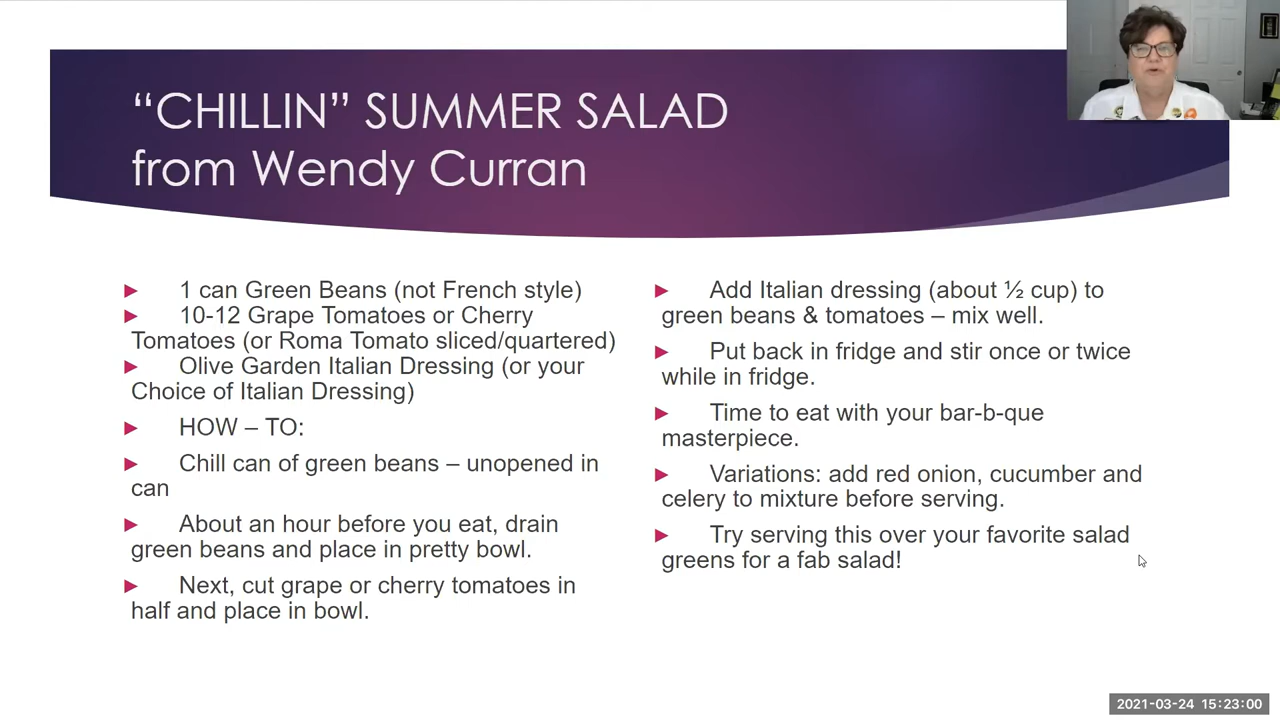 “CHILLIN” SUMMER SALAD
from Wendy Curran
► 1 can Green Beans (not French style)
► 10-12 Grape Tomatoes or Cherry
Tomatoes (or Roma Tomato sliced/quartered)
► Olive Garden Italian Dressing (or your
Choice of Italian Dressing)
► HOW – TO:
► Chill can of green beans – unopened in
can
► About an hour before you eat, drain
green beans and place in pretty bowl.
► Next, cut grape or cherry tomatoes in
half and place in bowl.
► Add Italian dressing (about ½ cup) to
green beans & tomatoes – mix well.
► Put back in fridge and stir once or twice
while in fridge.
► Time to eat with your bar-b-que
masterpiece.
► Variations: add red onion, cucumber and
celery to mixture before serving.
► Try serving this over your favorite salad
greens for a fab salad!
2021-03-24 15:23:00